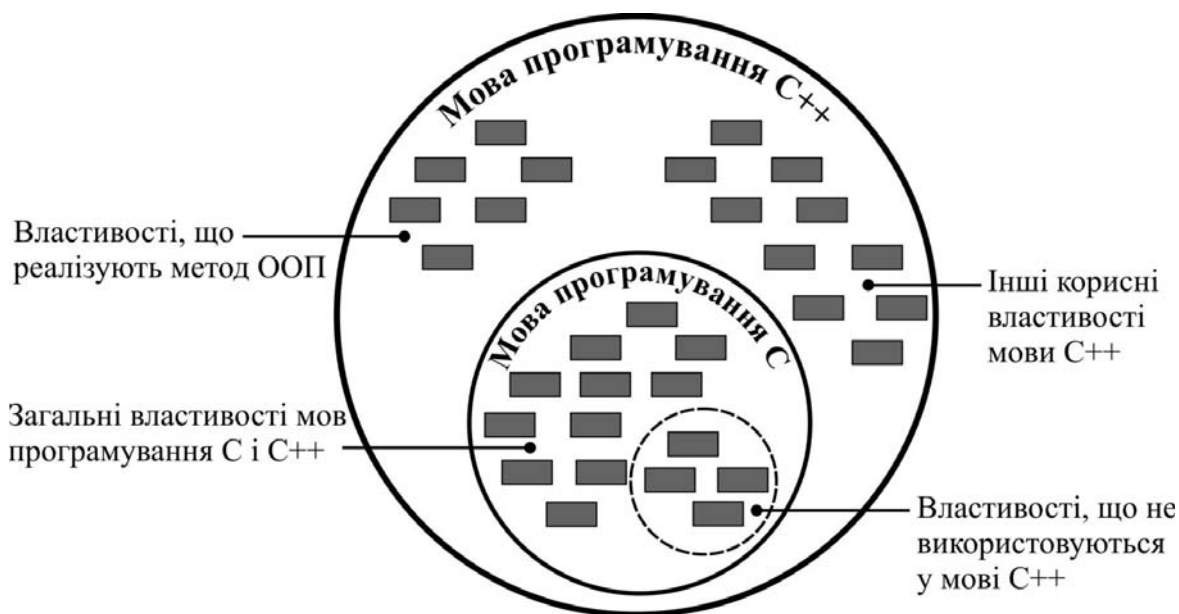 Мова програмування C++
Властивості, що
реалізують метод ООП
Інші корисні
властивості
мови C++
Мова програмування C
Загальні властивості мов
програмування C і C++
Властивості, що не
використовуються
у мові C++